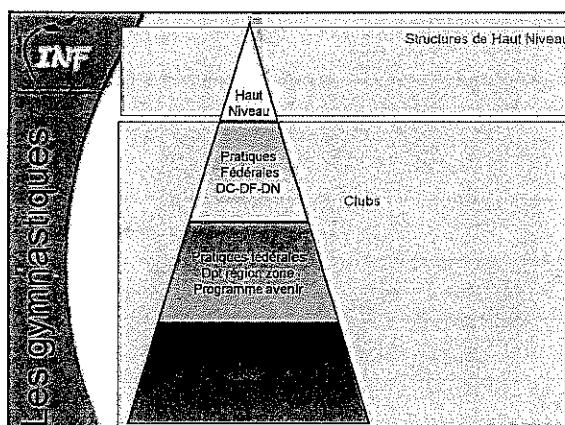 INF
Les gymnastiques
Structures de Haut Niveau
Haut
Niveau
Pratiques
Fédérales
DC-DF-DN
Clubs
Pratiques fédérales
Dpt région zone
Programme avenir